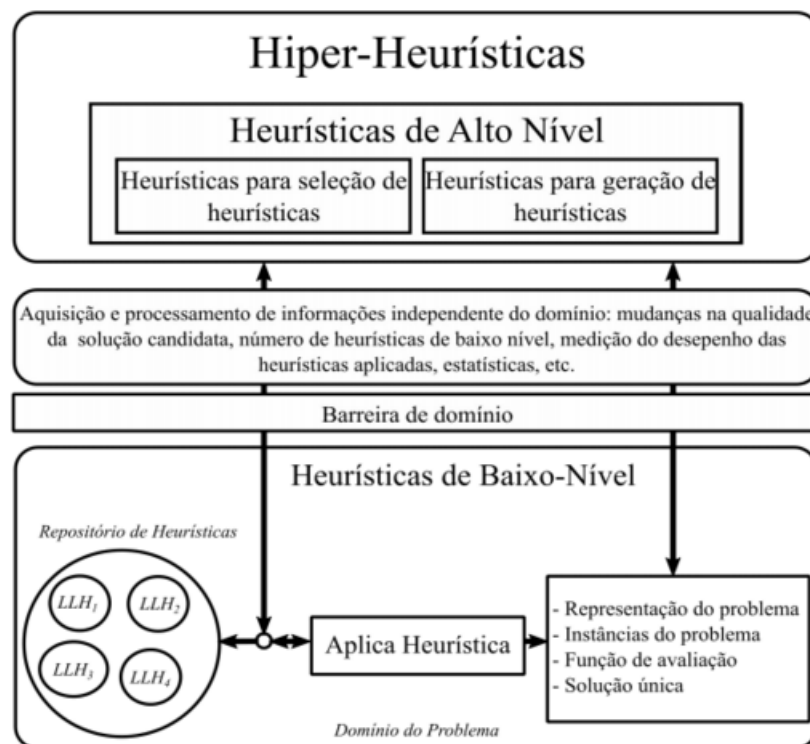 Hiper-Heurísticas
Heurísticas de Alto Nível
Heurísticas para seleção de
heurísticas
Heurísticas para geração de
heurísticas
Aquisição e processamento de informações independente do domínio: mudanças na qualidade
da solução candidata, número de heurísticas de baixo nível, medição do desepenho das
heurísticas aplicadas, estatísticas, etc.
Barreira de domínio
Heurísticas de Baixo-Nível
Repositório de Heurísticas
LLH₁
LLH₂
LLH₃
LLH₄
Aplica Heurística
- Representação do problema
- Instâncias do problema
- Função de avaliação
- Solução única
Domínio do Problema